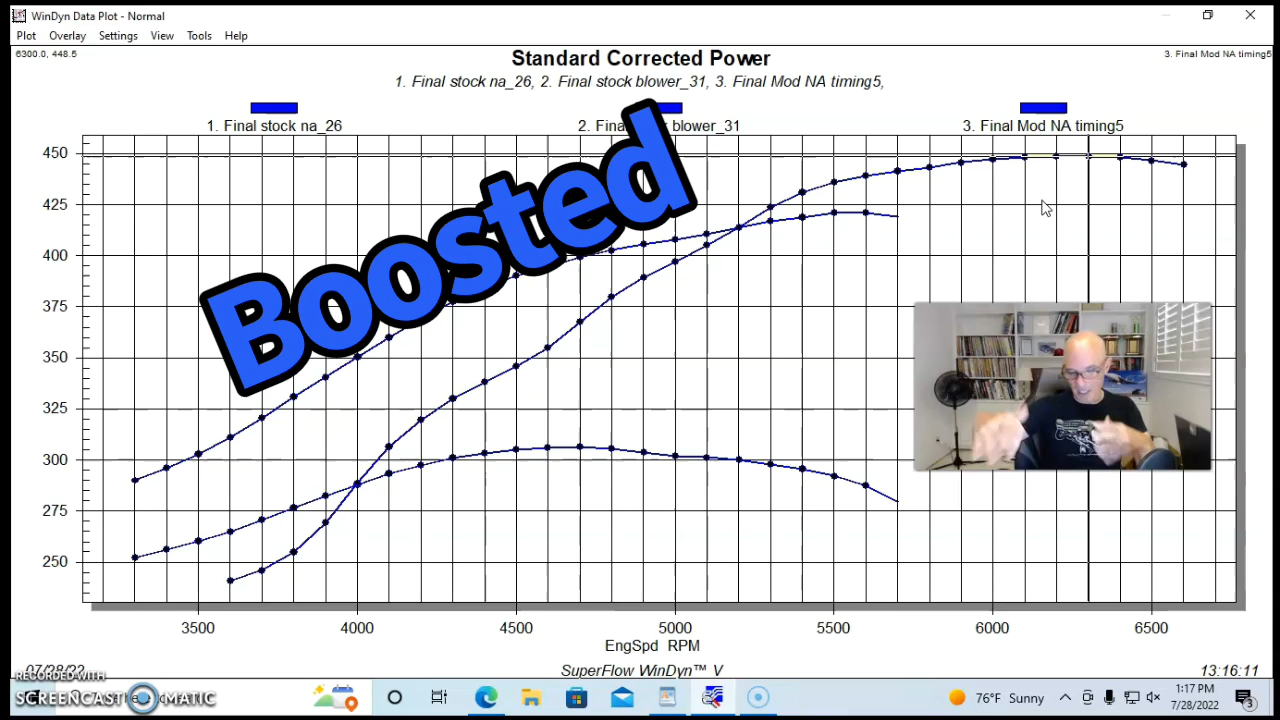 WinDyn Data Plot - Normal
Plot Overlay Settings View Tools Help
6300.0, 448.5
3. Final Mod NA timing5
Standard Corrected Power
1. Final stock na_26, 2. Final stock blower_31, 3. Final Mod NA timing5,
1. Final stock na_26
blower_31
3. Final Mod NA timing5
Boosted
450
425
400
375
350
325
300
275
250
3500 4000 4500 5000 5500 6000 6500
EngSpd RPM
07/28/22
SuperFlow WinDyn™ V
13:16:11
RECORDED WITH
SCREENCAST-O-MATIC
76°F Sunny
1:17 PM
7/28/2022
3